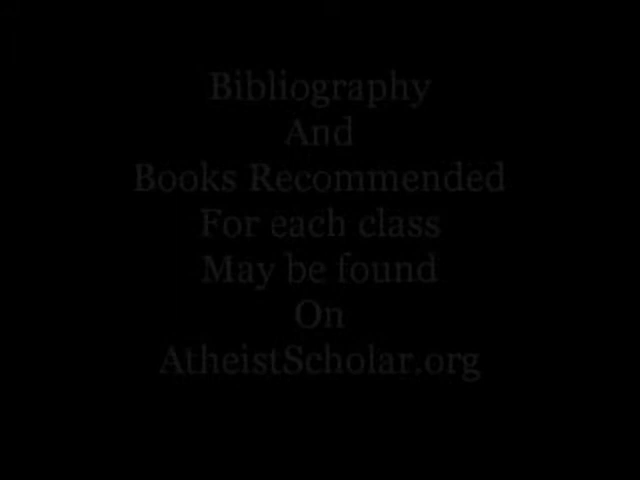 Bibliography
And
Books Recommended
For each class
May be found
On
AtheistScholar.org